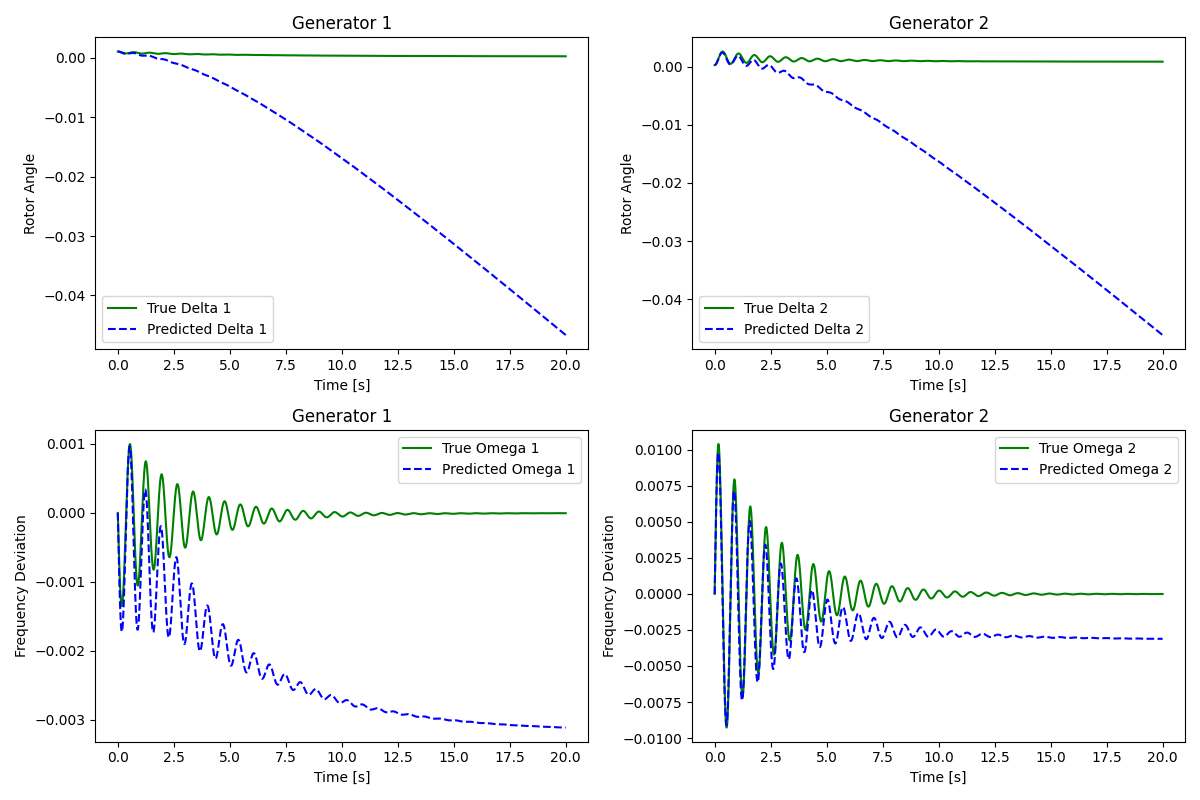 Generator 1
0.00
−0.01
−0.02
−0.03
−0.04
Rotor Angle
True Delta 1
Predicted Delta 1
0.0 2.5 5.0 7.5 10.0 12.5 15.0 17.5 20.0
Time [s]
Generator 2
0.00
−0.01
−0.02
−0.03
−0.04
Rotor Angle
True Delta 2
Predicted Delta 2
0.0 2.5 5.0 7.5 10.0 12.5 15.0 17.5 20.0
Time [s]
Generator 1
0.001
0.000
−0.001
−0.002
−0.003
Frequency Deviation
True Omega 1
Predicted Omega 1
0.0 2.5 5.0 7.5 10.0 12.5 15.0 17.5 20.0
Time [s]
Generator 2
0.0100
0.0075
0.0050
0.0025
0.0000
−0.0025
−0.0050
−0.0075
−0.0100
Frequency Deviation
True Omega 2
Predicted Omega 2
0.0 2.5 5.0 7.5 10.0 12.5 15.0 17.5 20.0
Time [s]